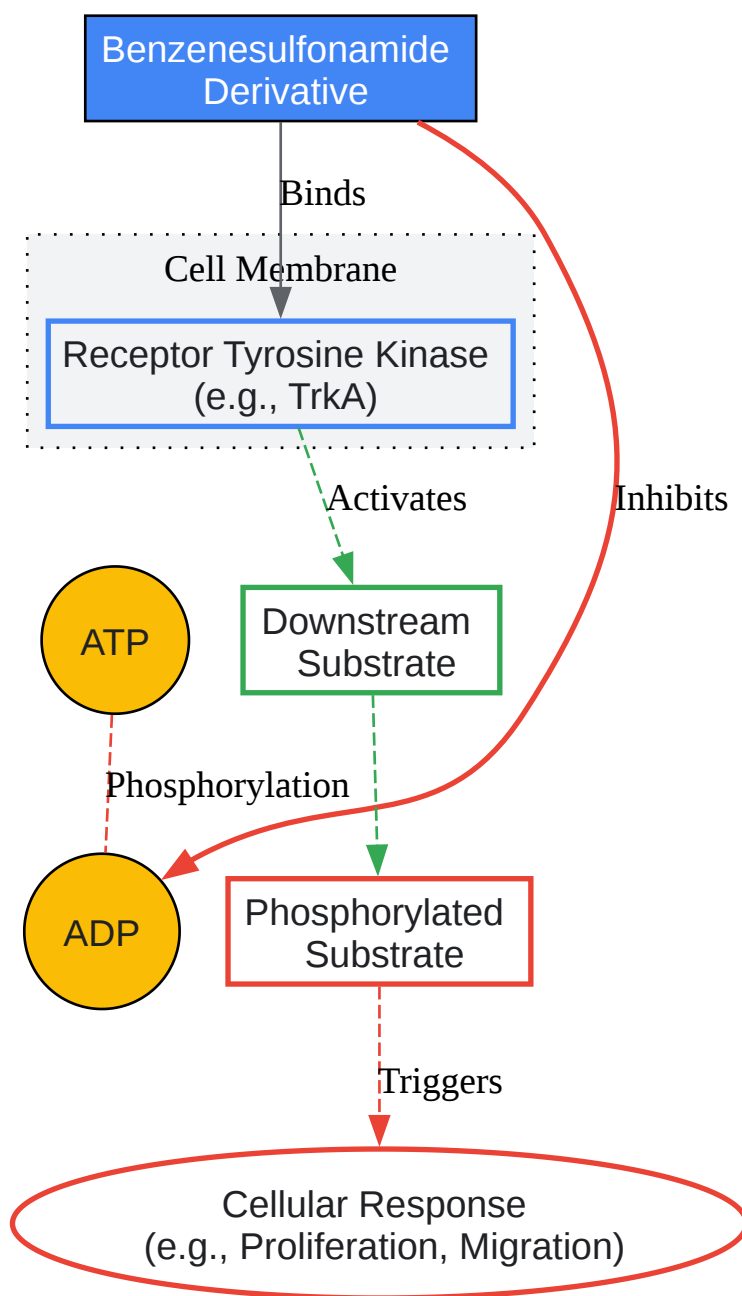 Benzenesulfonamide
Derivative
Binds
Cell Membrane
Receptor Tyrosine Kinase
(e.g., TrkA)
Activates
Inhibits
ATP
Downstream
Substrate
Phosphorylation
ADP
Phosphorylated
Substrate
Triggers
Cellular Response
(e.g., Proliferation, Migration)